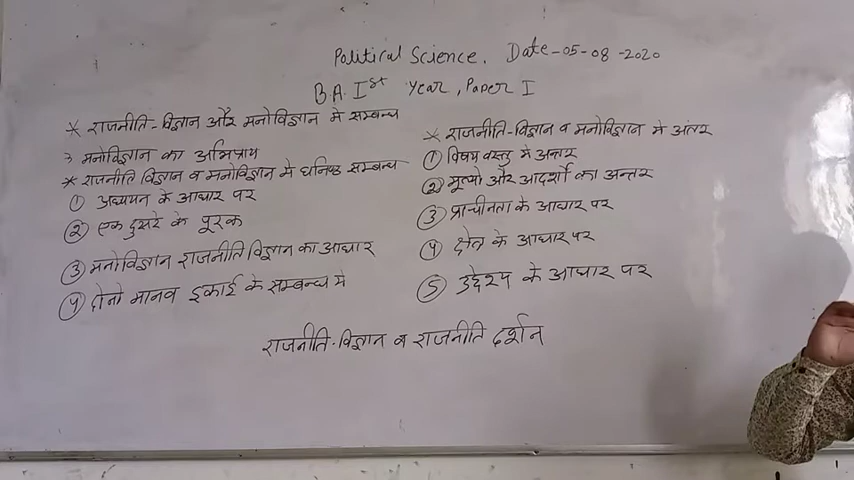 Political Science. Date-05-08-2020
B.A. Ist Year, Paper I
* राजनीति-विज्ञान और मनोविज्ञान मे सम्बन्ध
→ मनोविज्ञान का अभिप्राय
* राजनीति विज्ञान व मनोविज्ञान मे घनिष्ठ सम्बन्ध
① अध्ययन के आधार पर
② एक दुसरे के पूरक
③ मनोविज्ञान राजनीति विज्ञान का आधार
④ दोनो मानव इकाई के सम्बन्ध मे
* राजनीति-विज्ञान व मनोविज्ञान मे अंतर
① विषय वस्तु मे अन्तर
② मूल्यो और आदर्शो का अन्तर
③ प्राचीनता के आधार पर
④ क्षेत्र के आधार पर
⑤ उद्देश्य के आधार पर
राजनीति-विज्ञान व राजनीति दर्शन